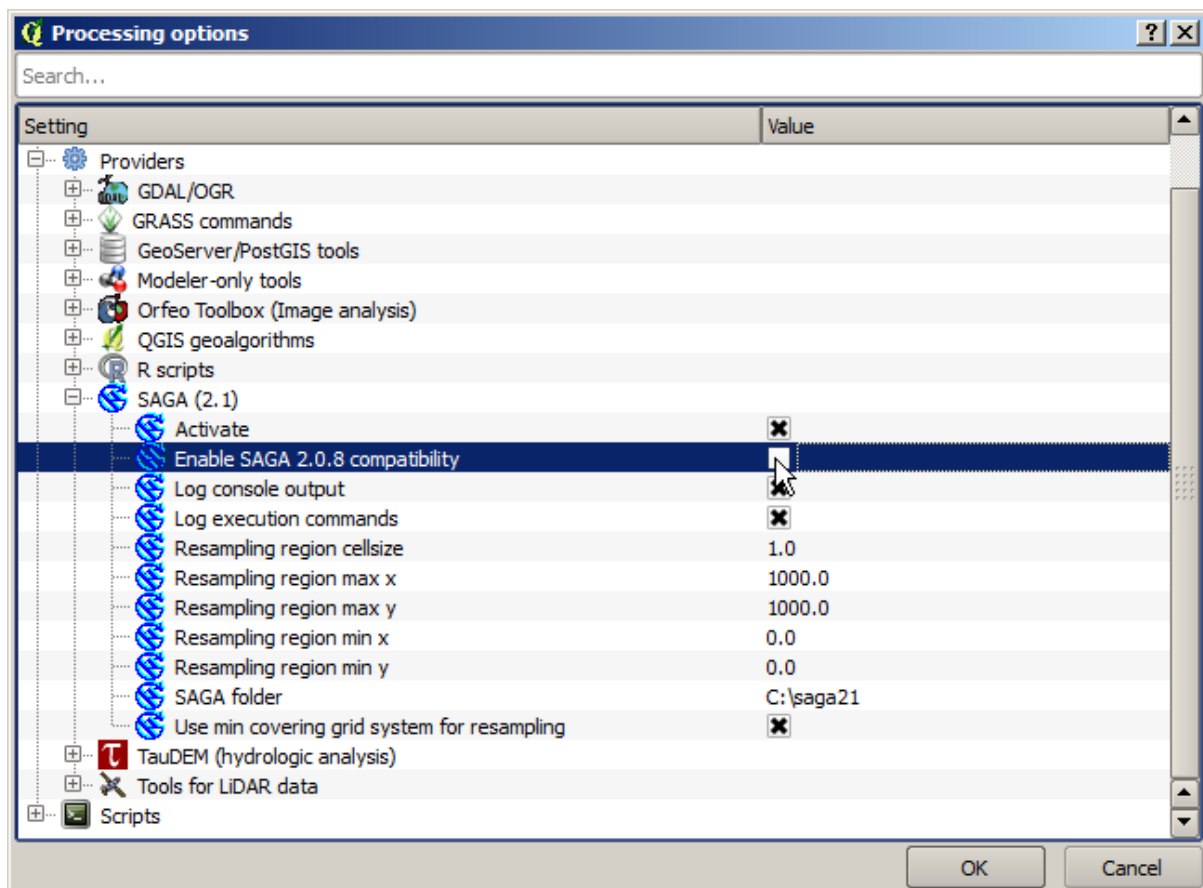 Processing options
Search...
Setting Value
Providers
GDAL/OGR
GRASS commands
GeoServer/PostGIS tools
Modeler-only tools
Orfeo Toolbox (Image analysis)
QGIS geoalgorithms
R scripts
SAGA (2.1)
Activate
Enable SAGA 2.0.8 compatibility
Log console output
Log execution commands
Resampling region cellsize 1.0
Resampling region max x 1000.0
Resampling region max y 1000.0
Resampling region min x 0.0
Resampling region min y 0.0
SAGA folder C:\saga21
Use min covering grid system for resampling
TauDEM (hydrologic analysis)
Tools for LiDAR data
Scripts
OK Cancel